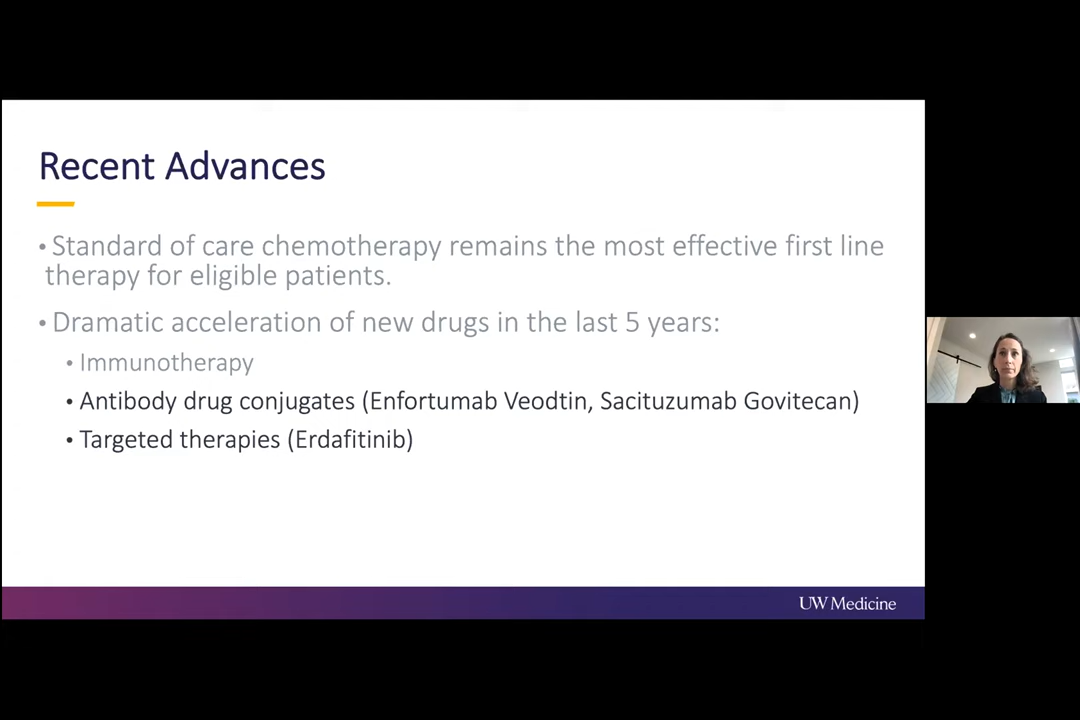 Recent Advances
• Standard of care chemotherapy remains the most effective first line
therapy for eligible patients.
• Dramatic acceleration of new drugs in the last 5 years:
• Immunotherapy
• Antibody drug conjugates (Enfortumab Veodtin, Sacituzumab Govitecan)
• Targeted therapies (Erdafitinib)
UW Medicine